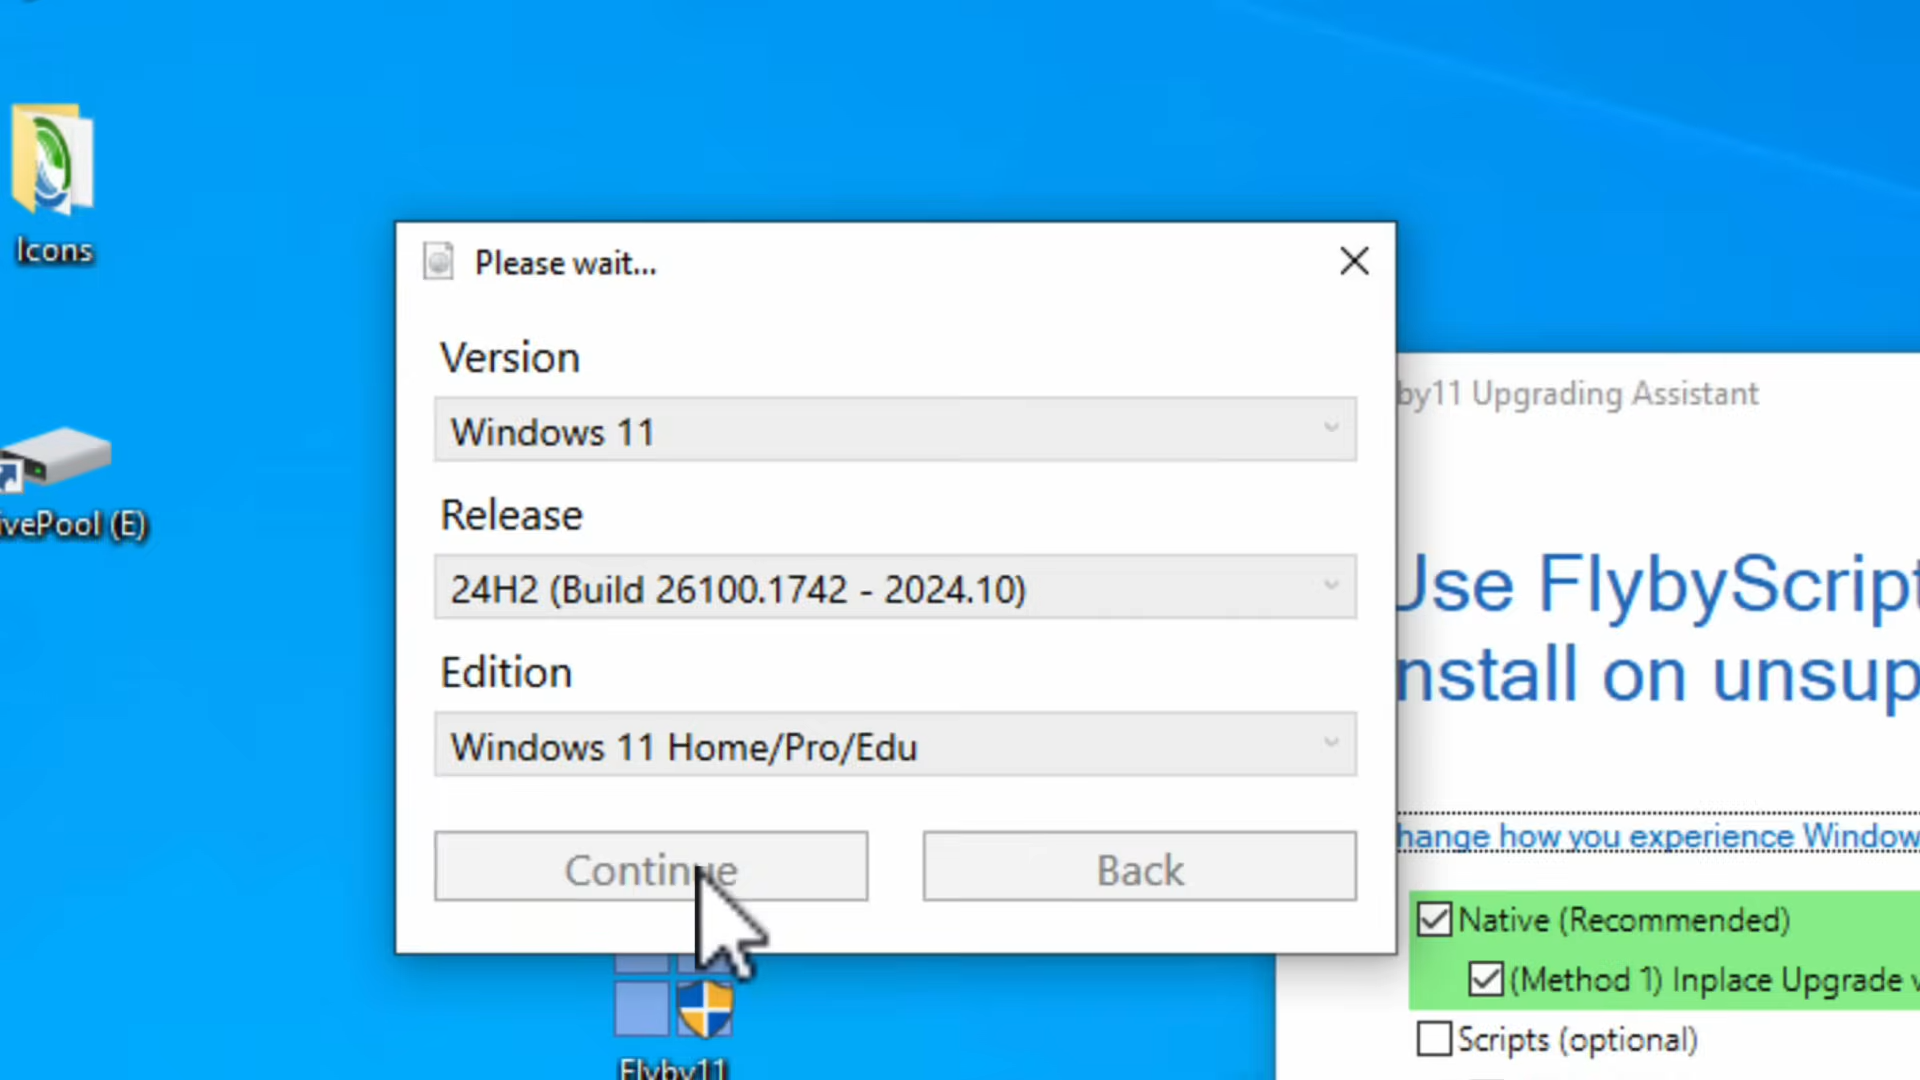 Icons
ivePool (E)
Please wait...
Version
Windows 11
Release
24H2 (Build 26100.1742 - 2024.10)
Edition
Windows 11 Home/Pro/Edu
Continue
Back
Flyby11
by11 Upgrading Assistant
Use FlybyScript
nstall on unsup
hange how you experience Window
Native (Recommended)
(Method 1) Inplace Upgrade v
Scripts (optional)